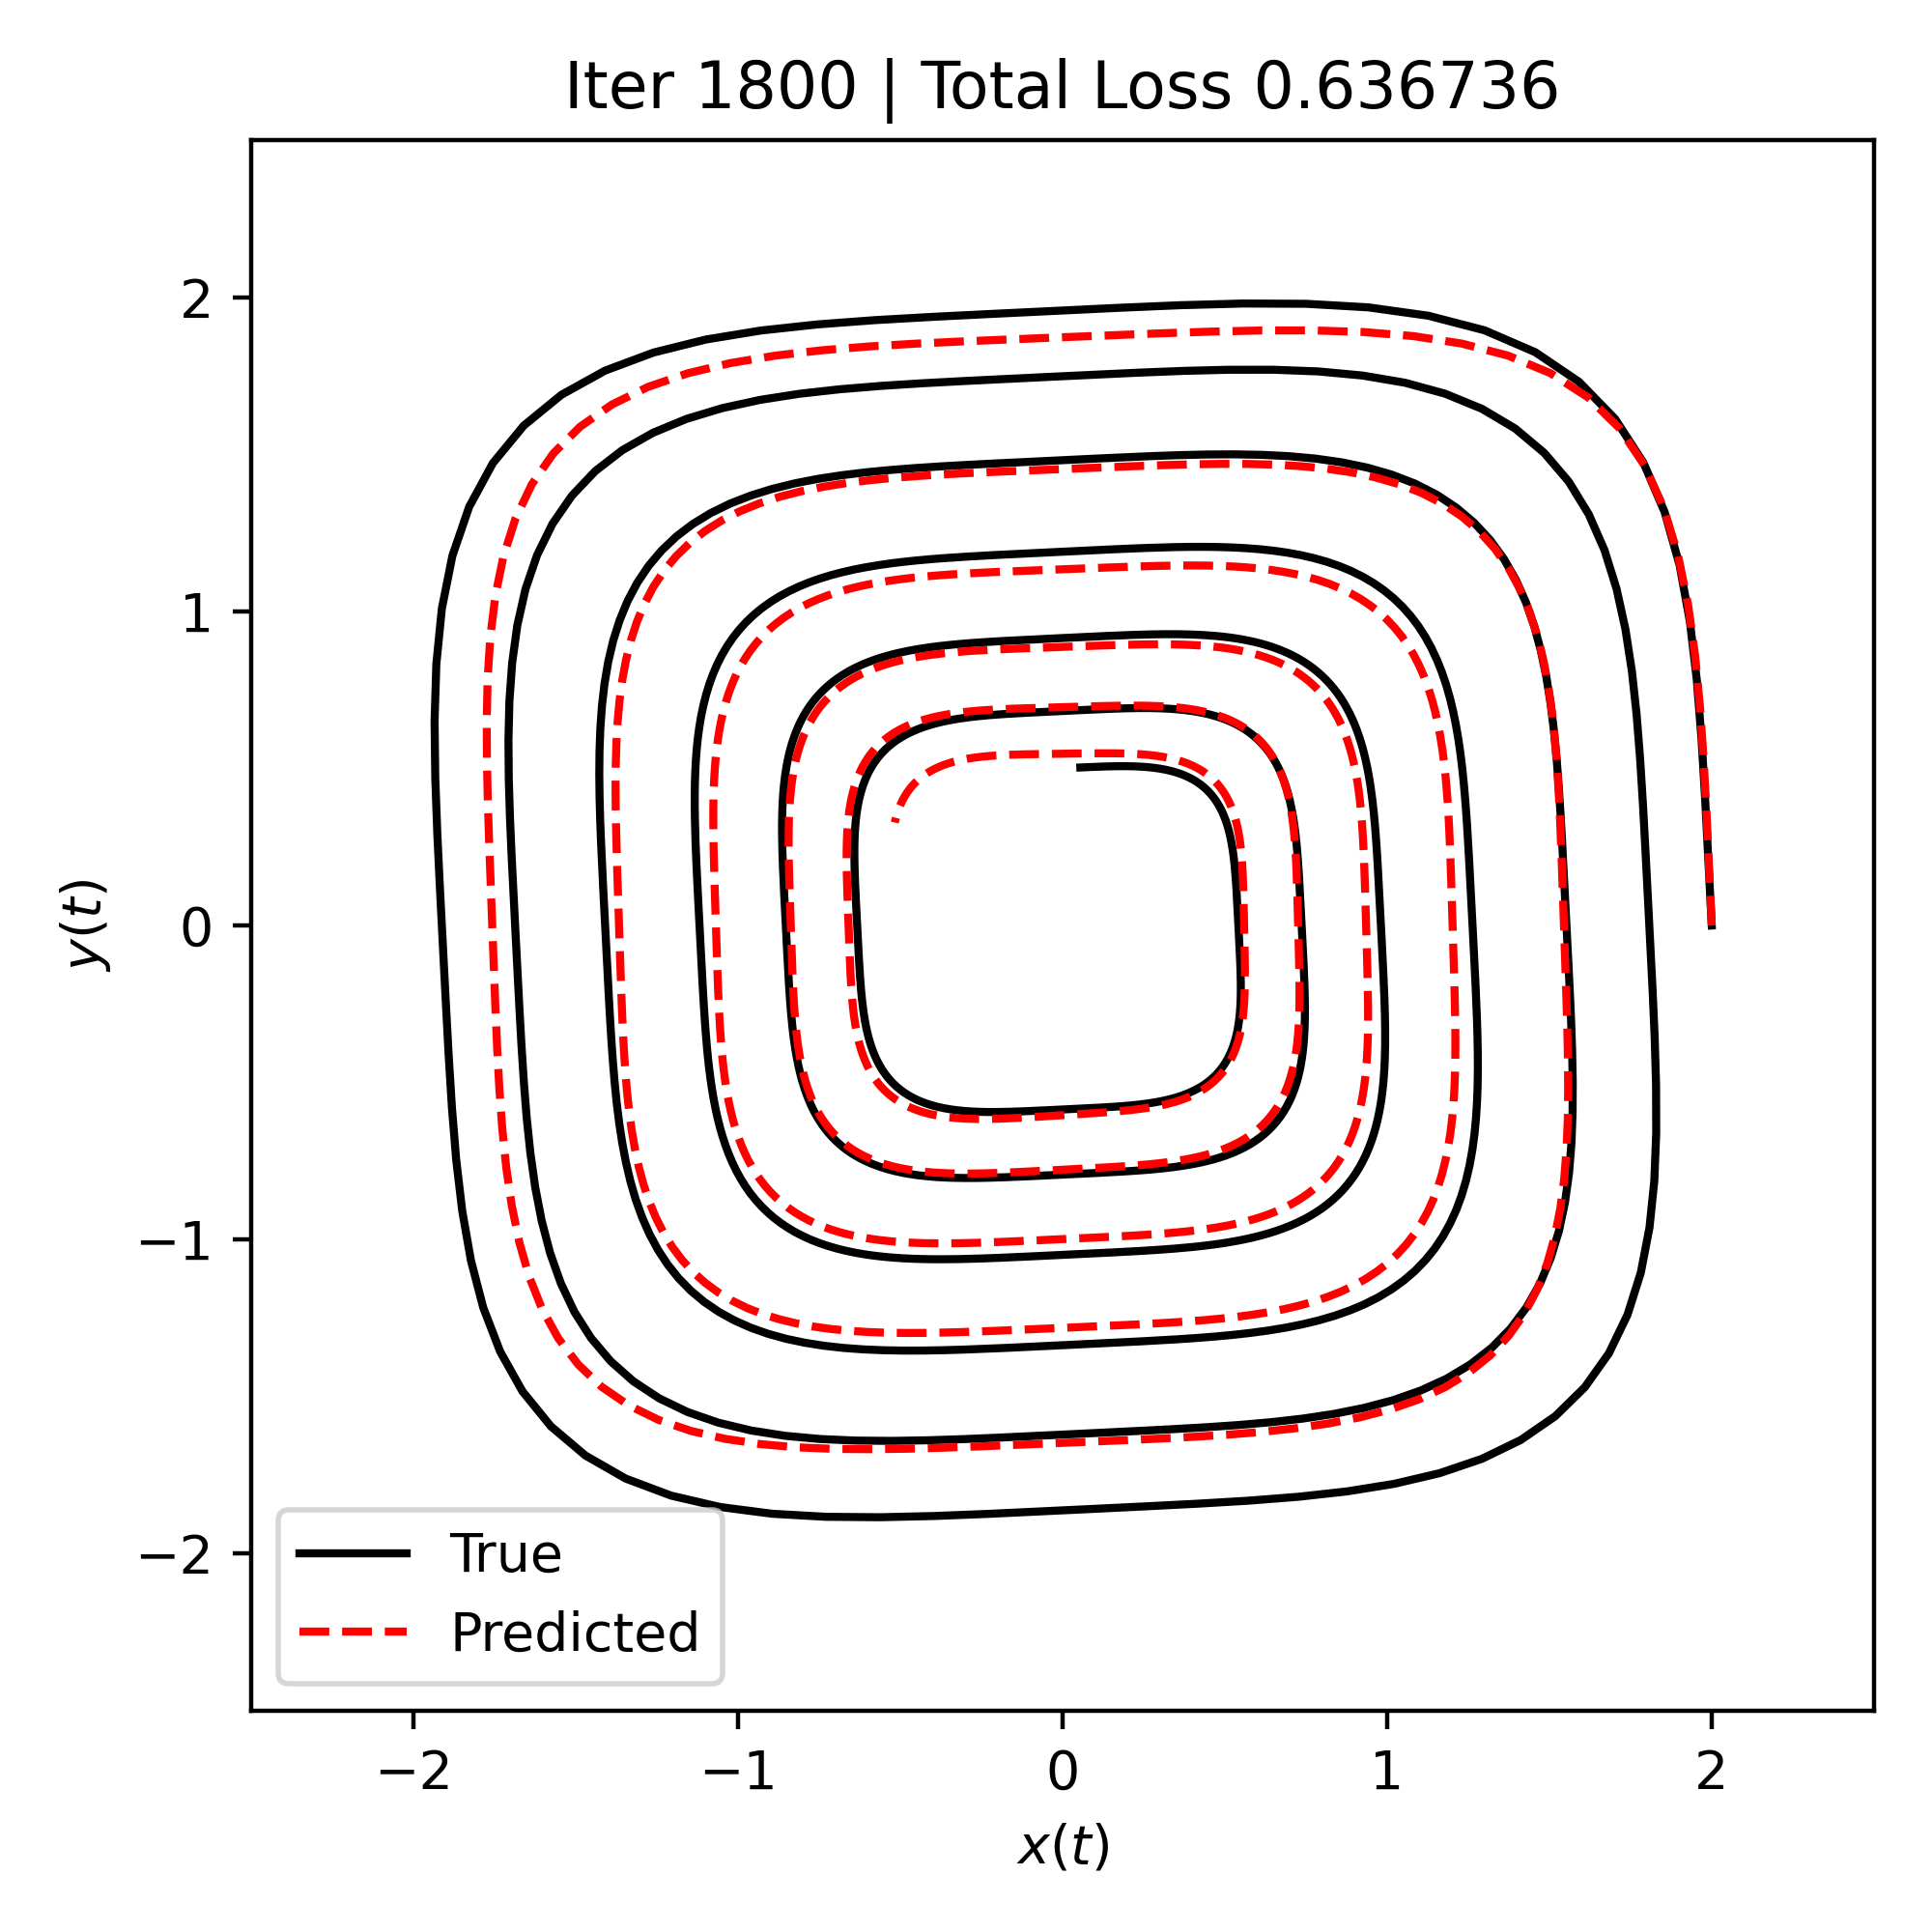 Iter 1800 | Total Loss 0.636736
y(t)
2
1
0
−1
−2
True
Predicted
−2 −1 0 1 2
x(t)